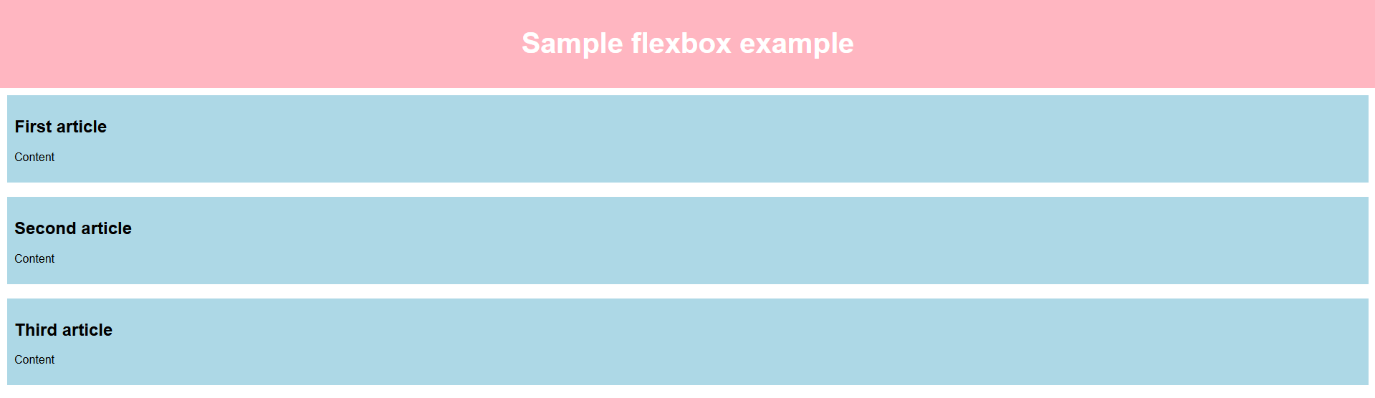 Sample flexbox example
First article
Content
Second article
Content
Third article
Content